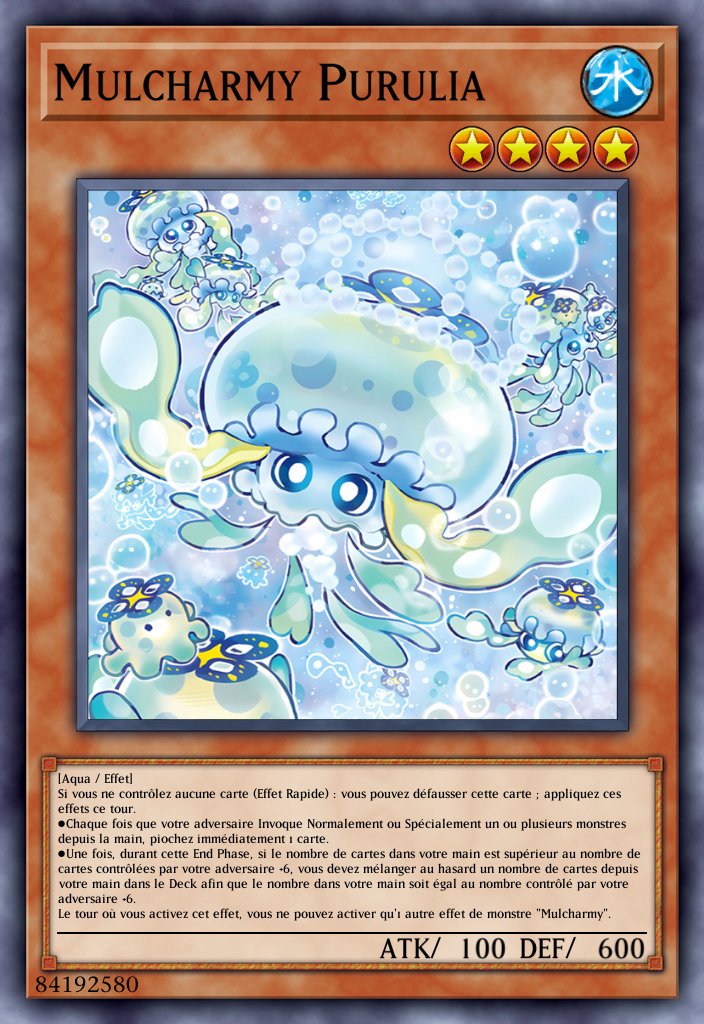 Mulcharmy Purulia
水
[Aqua / Effet]
Si vous ne contrôlez aucune carte (Effet Rapide) : vous pouvez défausser cette carte ; appliquez ces
effets ce tour.
●Chaque fois que votre adversaire Invoque Normalement ou Spécialement un ou plusieurs monstres
depuis la main, piochez immédiatement 1 carte.
●Une fois, durant cette End Phase, si le nombre de cartes dans votre main est supérieur au nombre de
cartes contrôlées par votre adversaire +6, vous devez mélanger au hasard un nombre de cartes depuis
votre main dans le Deck afin que le nombre dans votre main soit égal au nombre contrôlé par votre
adversaire +6.
Le tour où vous activez cet effet, vous ne pouvez activer qu'1 autre effet de monstre "Mulcharmy".
ATK/ 100 DEF/ 600
84192580